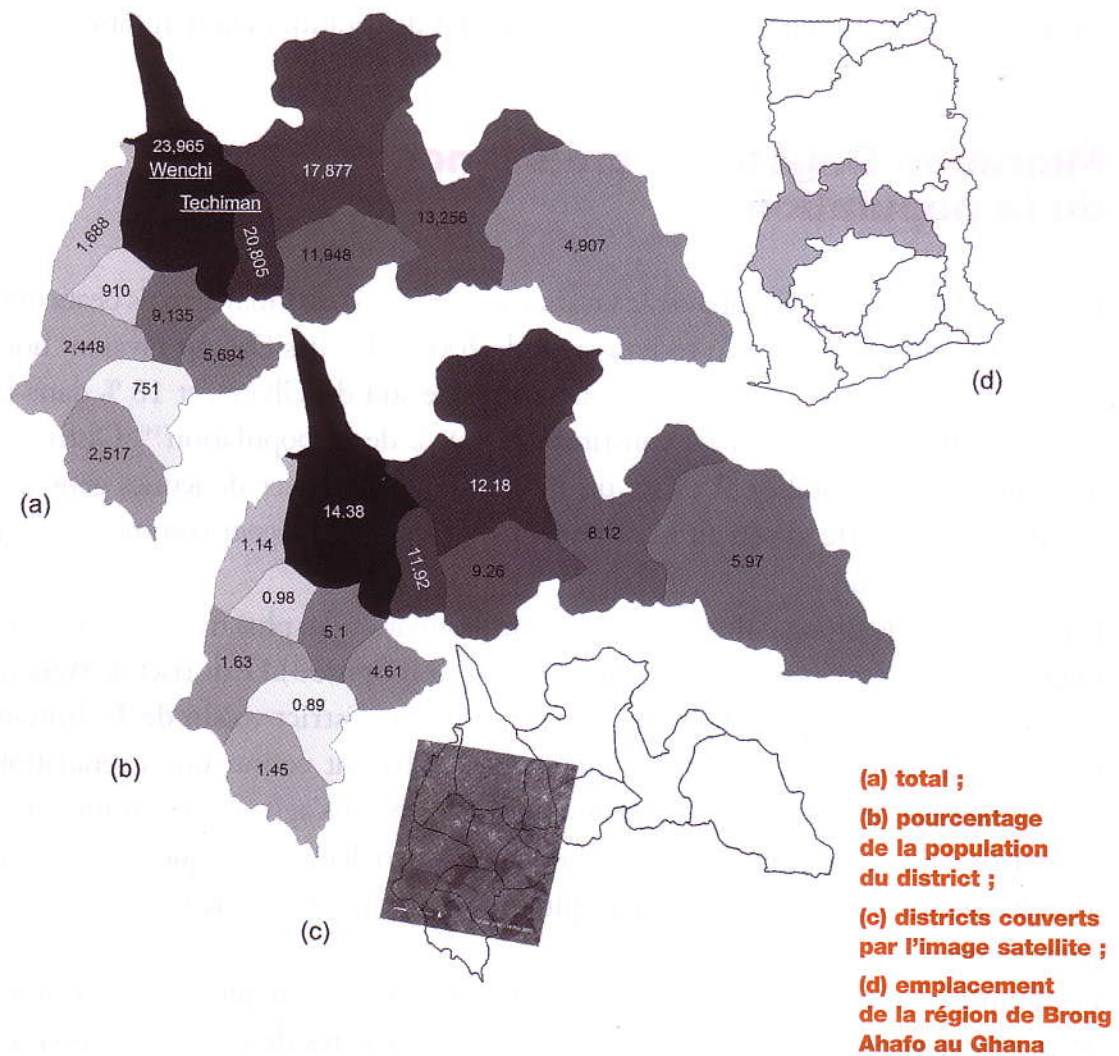 23,965
Wenchi
Techiman
17,877
20,805
13,256
11,948
4,907
1,688
910
9,135
2,448
5,694
751
2,517
(a)
(d)
14.38
12.18
8.12
5.97
1.14
11.92
9.26
0.98
5.1
1.63
4.61
0.89
1.45
(b)
(c)
(a) total ;
(b) pourcentage
de la population
du district ;
(c) districts couverts
par l'image satellite ;
(d) emplacement
de la région de Brong
Ahafo au Ghana